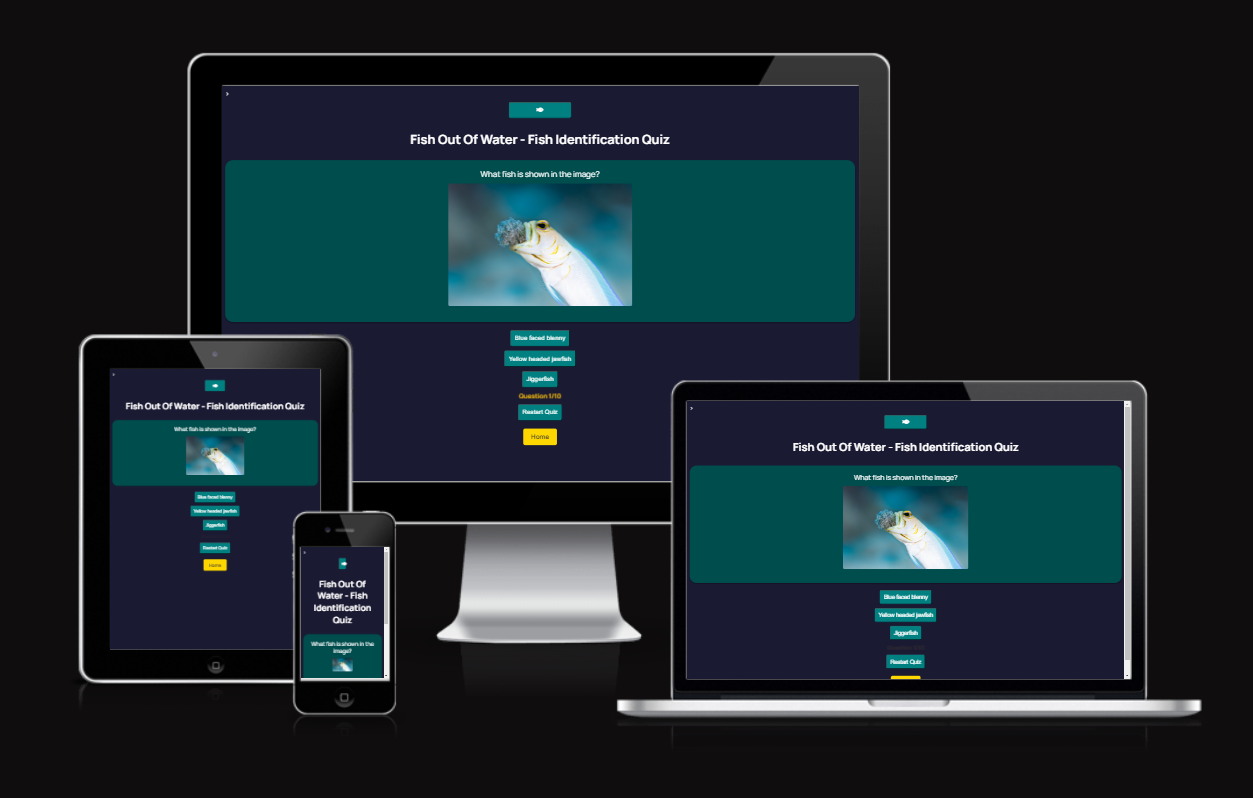 Fish Out Of Water - Fish Identification Quiz
What fish is shown in the image?
Blue faced blenny
Yellow headed jawfish
Jiggerfish
Question 1/10
Restart Quiz
Home
Fish Out Of Water - Fish Identification Quiz
What fish is shown in the image?
Blue faced blenny
Yellow headed jawfish
Jiggerfish
Restart Quiz
Home
Fish Out Of
Water - Fish
Identification
Quiz
What fish is shown in the
image?
Fish Out Of Water - Fish Identification Quiz
What fish is shown in the image?
Blue faced blenny
Yellow headed jawfish
Jiggerfish
Restart Quiz